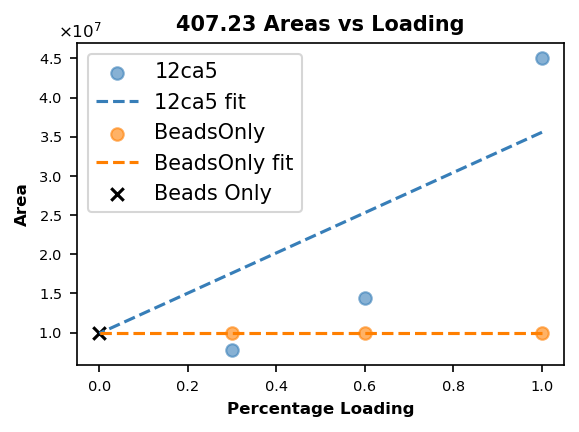 407.23 Areas vs Loading
×10⁷
12ca5
12ca5 fit
BeadsOnly
BeadsOnly fit
Beads Only
4.5
4.0
3.5
3.0
2.5
2.0
1.5
1.0
Area
0.0 0.2 0.4 0.6 0.8 1.0
Percentage Loading